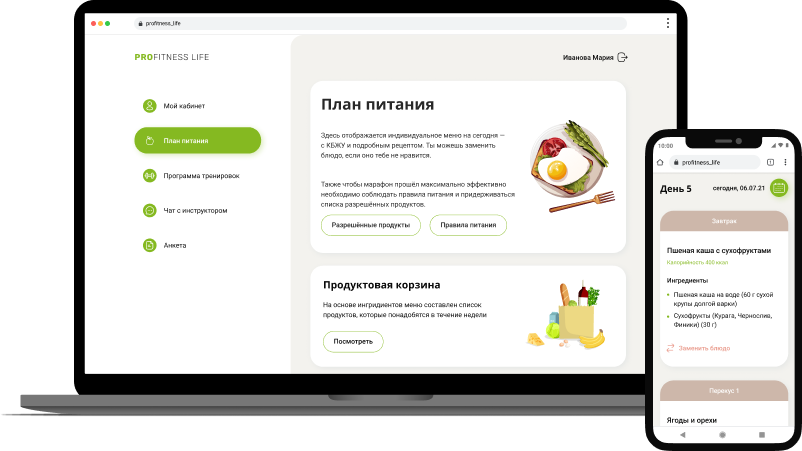 profitness_life
PROFITNESS LIFE
Иванова Мария
Мой кабинет
План питания
Программа тренировок
Чат с инструктором
Анкета
План питания
Здесь отображается индивидуальное меню на сегодня —
с КБЖУ и подробным рецептом. Ты можешь заменить
блюдо, если оно тебе не нравится.
Также чтобы марафон прошёл максимально эффективно
необходимо соблюдать правила питания и придерживаться
списка разрешённых продуктов.
Разрешённые продукты
Правила питания
Продуктовая корзина
На основе ингридиентов меню составлен список
продуктов, которые понадобятся в течение недели
Посмотреть
10:00
profitness_life
День 5
сегодня, 06.07.21
Завтрак
Пшеная каша с сухофруктами
Калорийность 450 ккал
Ингредиенты
Пшеная каша на воде (60 г сухой
крупы долгой варки)
Сухофрукты (Курага, Чернослив,
Финики) (30 г)
Заменить блюдо
Перекус 1
Ягоды и орехи